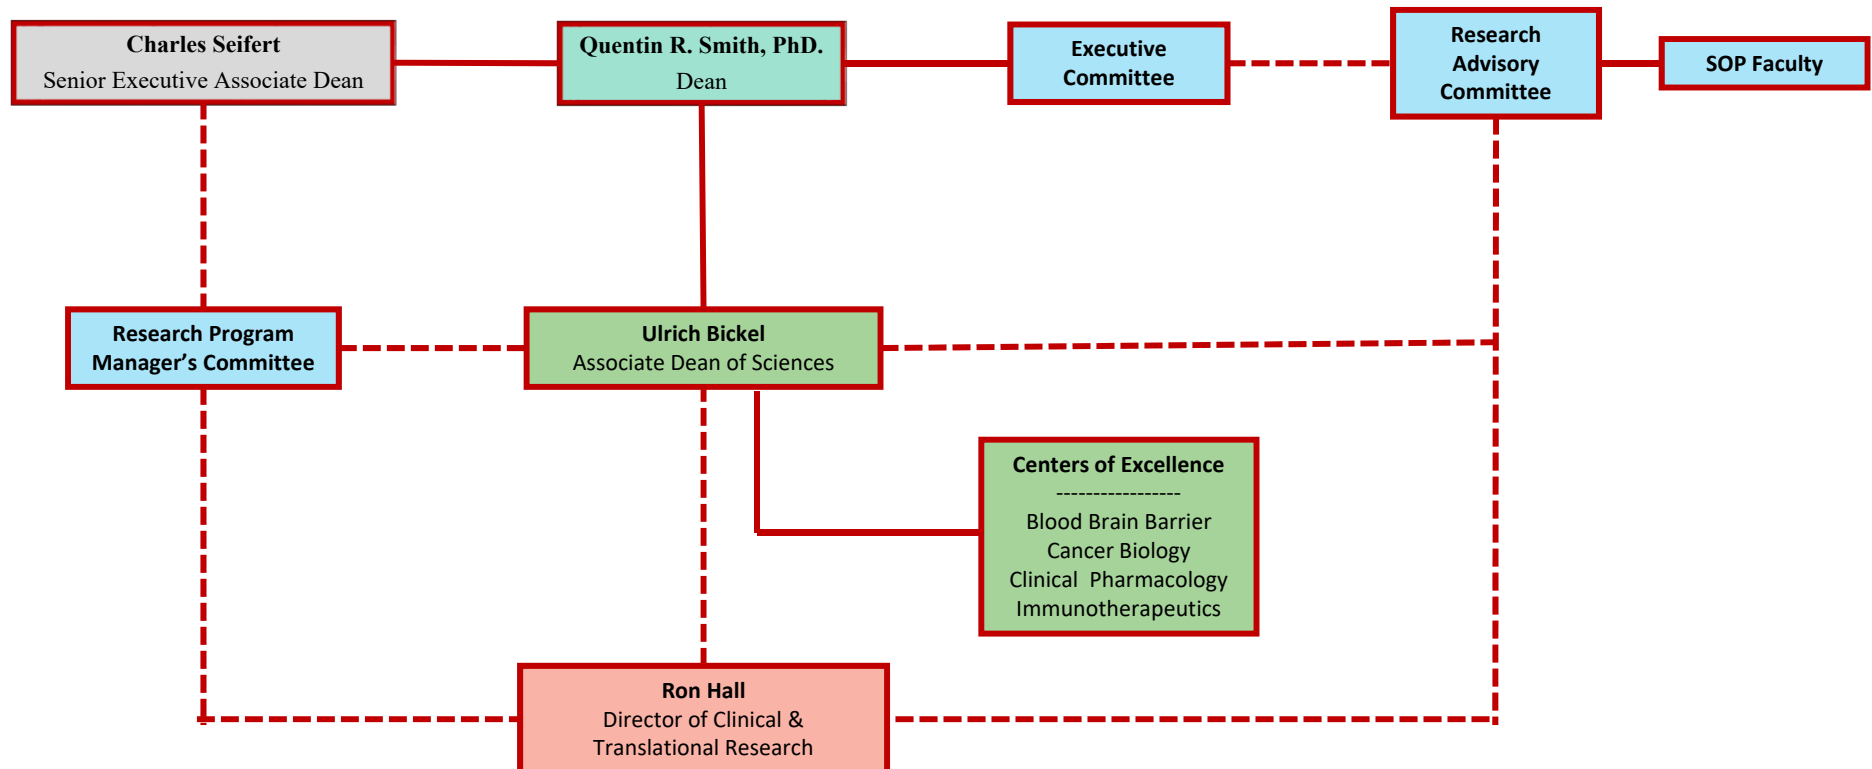 Charles Seifert
Senior Executive Associate Dean
Quentin R. Smith, PhD.
Dean
Executive
Committee
Research
Advisory
Committee
SOP Faculty
Research Program
Manager’s Committee
Ulrich Bickel
Associate Dean of Sciences
Centers of Excellence
-----------------
Blood Brain Barrier
Cancer Biology
Clinical  Pharmacology
Immunotherapeutics
Ron Hall
Director of Clinical &
Translational Research